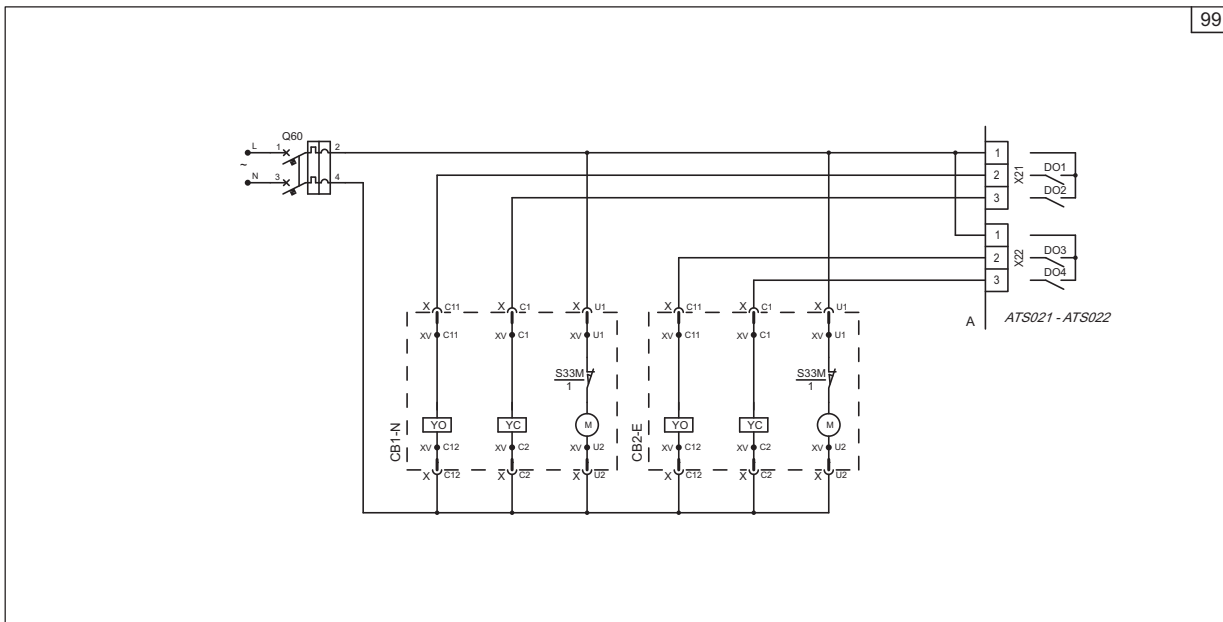 99
Q60
L 1 2
~
N 3 4
1
2 X21 DO1
3 DO2
1
2 X22 DO3
3 DO4
A ATS021 - ATS022
X C11 X C1 X U1 X C11 X C1 X U1
XV C11 XV C1 XV U1 XV C11 XV C1 XV U1
S33M S33M
1 1
CB1-N YO YC M CB2-E YO YC M
XV C12 XV C2 XV U2 XV C12 XV C2 XV U2
X C12 X C2 X U2 X C12 X C2 X U2